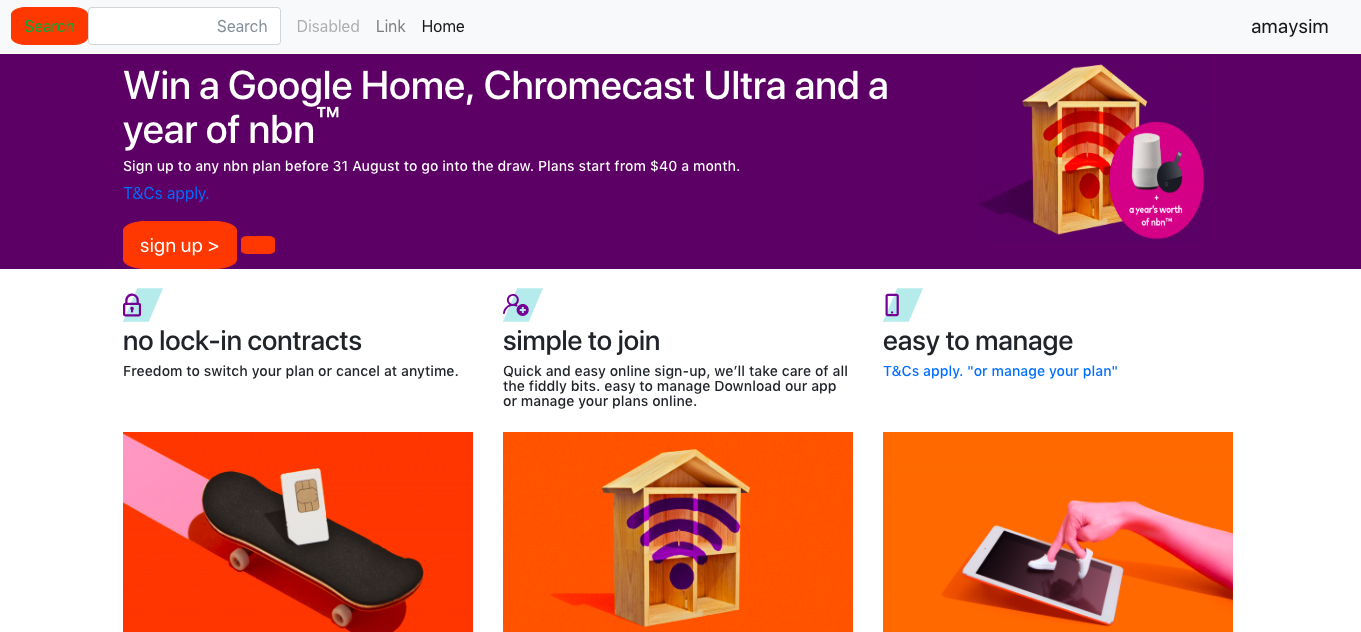 Search
Search
Disabled
Link
Home
amaysim
Win a Google Home, Chromecast Ultra and a
year of nbn™
Sign up to any nbn plan before 31 August to go into the draw. Plans start from $40 a month.
T&Cs apply.
sign up >
+
a year's worth
of nbn™
no lock-in contracts
Freedom to switch your plan or cancel at anytime.
simple to join
Quick and easy online sign-up, we’ll take care of all
the fiddly bits. easy to manage Download our app
or manage your plans online.
easy to manage
T&Cs apply. "or manage your plan"